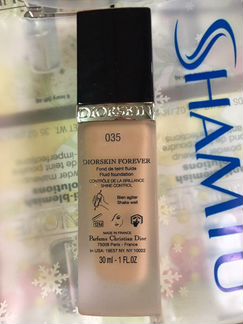 DIORSKIN
035
DIORSKIN FOREVER
Fond de teint fluide
Fluid foundation
CONTRÔLE DE LA BRILLANCE
SHINE CONTROL
Bien agiter
Shake well
12M
MADE IN FRANCE
Parfums Christian Dior
75008 Paris - France
In USA: 19E57 NY, NY 10022
30 ml - 1 FL.OZ
SHAMTU